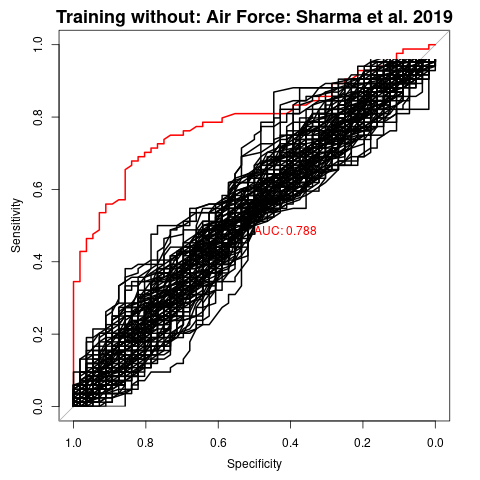 Training without: Air Force: Sharma et al. 2019
1.0
0.8
0.6
0.4
0.2
0.0
Sensitivity
AUC: 0.788
1.0 0.8 0.6 0.4 0.2 0.0
Specificity